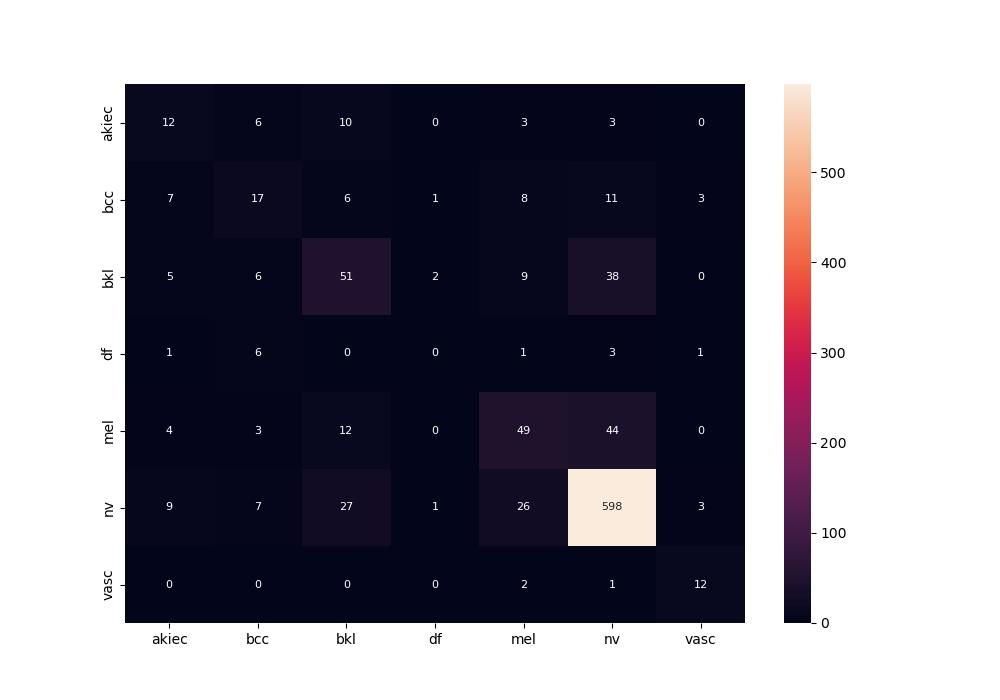 akiec 12 6 10 0 3 3 0
bcc 7 17 6 1 8 11 3
bkl 5 6 51 2 9 38 0
df 1 6 0 0 1 3 1
mel 4 3 12 0 49 44 0
nv 9 7 27 1 26 598 3
vasc 0 0 0 0 2 1 12
akiec bcc bkl df mel nv vasc
500
400
300
200
100
0